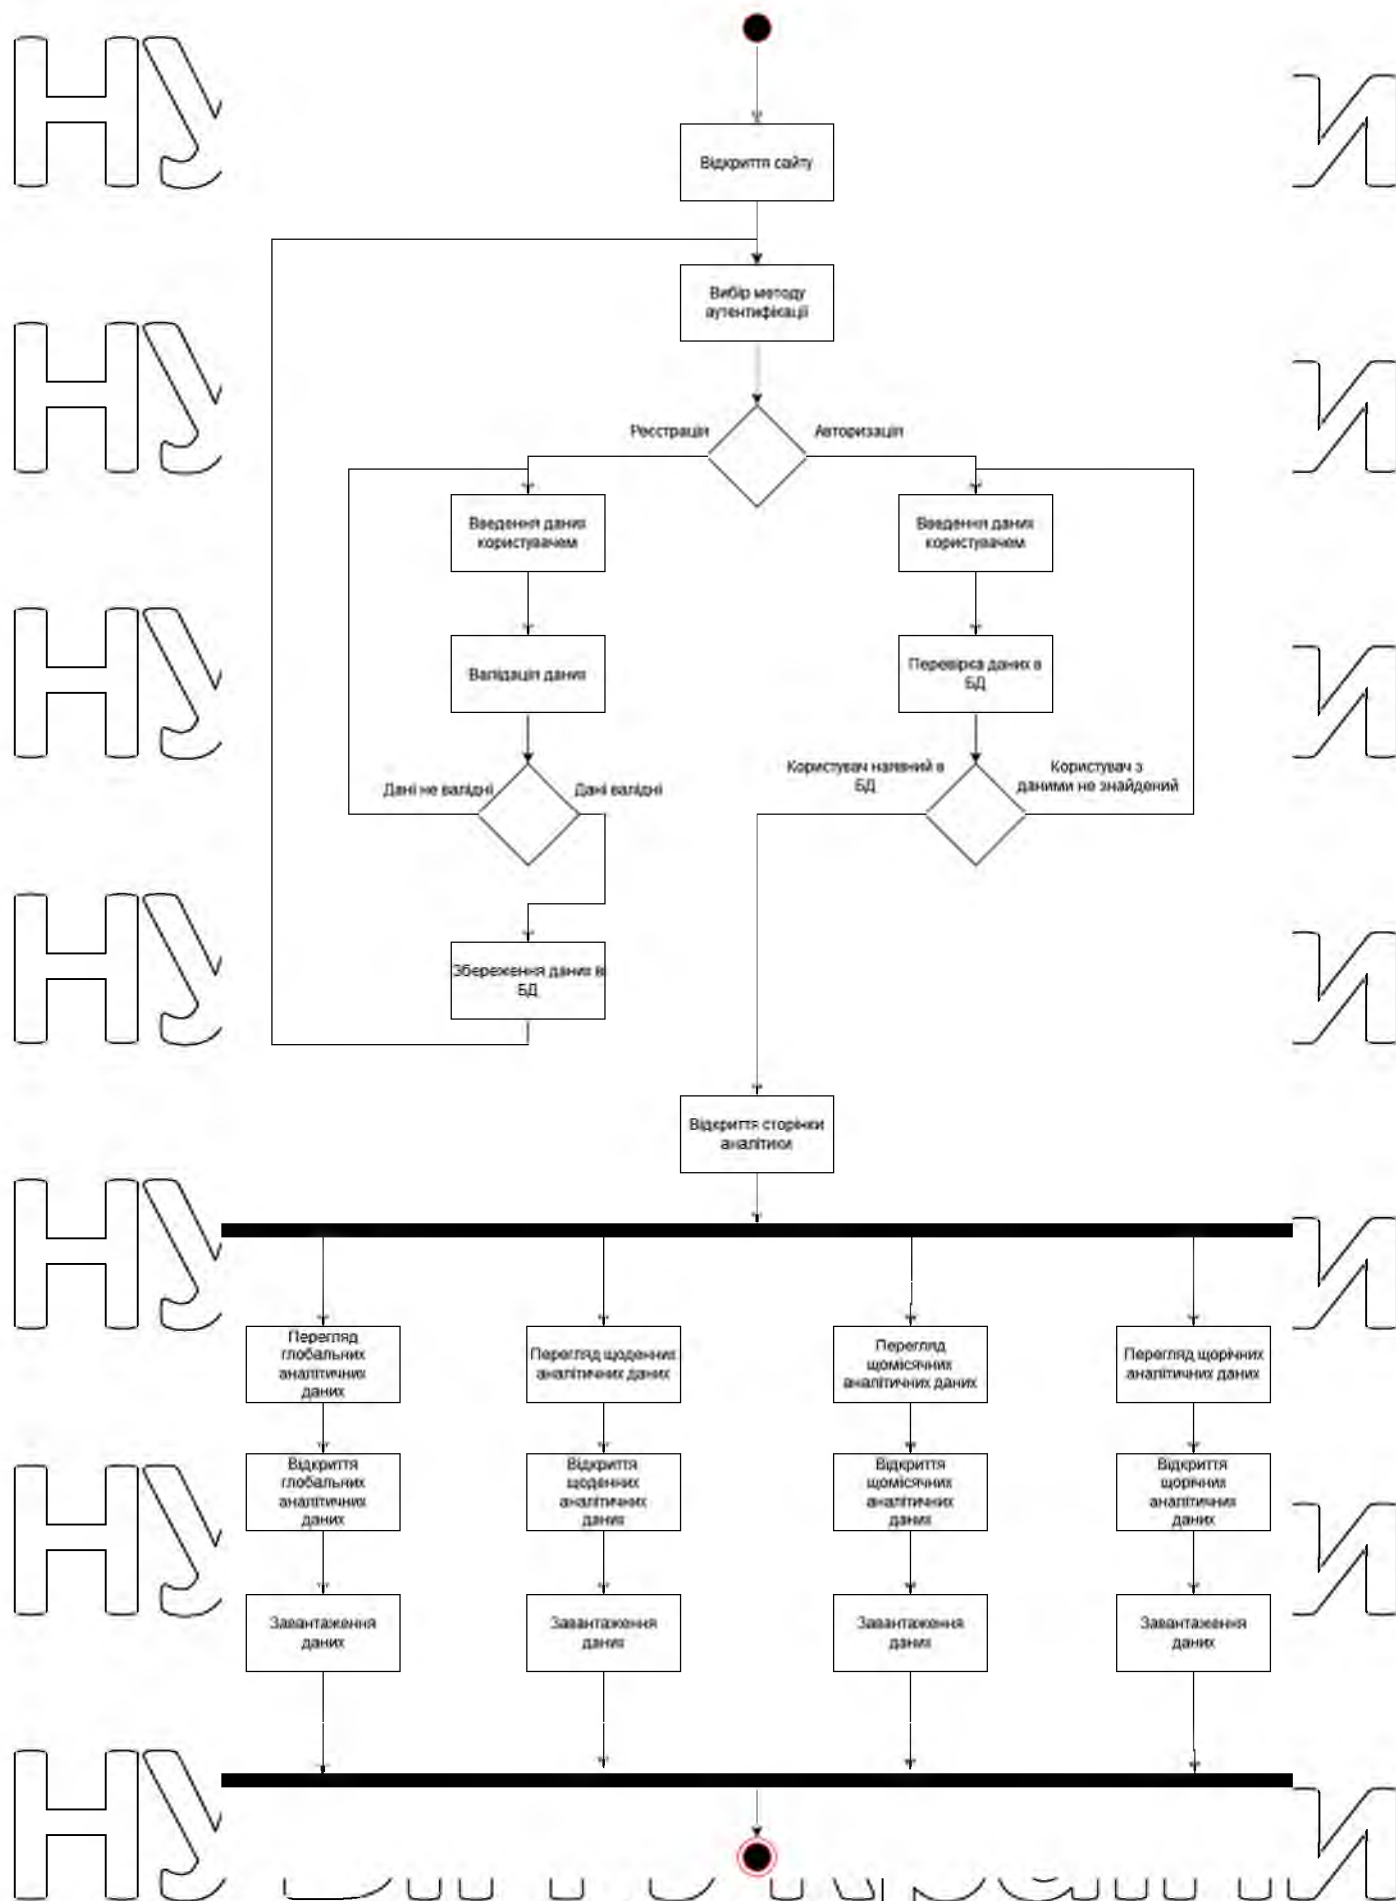 Відкриття сайту
Вибір методу
аутентифікації
Реєстрація
Авторизація
Введення даних
користувачем
Введення даних
користувачем
Валідація даних
Перевірка даних в
БД
Дані не валідні
Дані валідні
Користувач наявний в
БД
Користувач з
даними не знайдений
Збереження даних в
БД
Відкриття сторінки
аналітики
Перегляд
глобальних
аналітичних
даних
Перегляд щоденних
аналітичних даних
Перегляд
щомісячних
аналітичних даних
Перегляд щорічних
аналітичних даних
Відкриття
глобальних
аналітичних
даних
Відкриття
щоденних
аналітичних
даних
Відкриття
щомісячних
аналітичних
даних
Відкриття
щорічних
аналітичних
даних
Завантаження
даних
Завантаження
даних
Завантаження
даних
Завантаження
даних